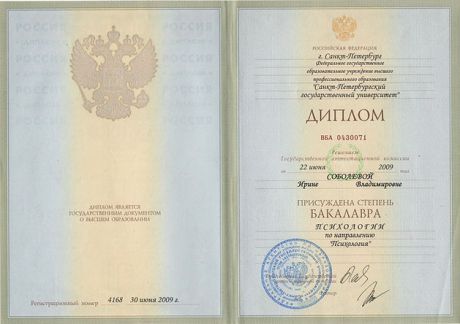 ДИПЛОМ ЯВЛЯЕТСЯ
ГОСУДАРСТВЕННЫМ ДОКУМЕНТОМ
О ВЫСШЕМ ОБРАЗОВАНИИ
Регистрационный номер 4168 30 июня 2009 г.
РОССИЙСКАЯ ФЕДЕРАЦИЯ
г. Санкт-Петербург
Федеральное государственное
образовательное учреждение высшего
профессионального образования
"Санкт-Петербургский
государственный университет"
ДИПЛОМ
ВБА 0430071
Решением
Государственной аттестационной комиссии
от 22 июня 2009 года
СОБОЛЕВОЙ
Ирине Владимировне
ПРИСУЖДЕНА СТЕПЕНЬ
БАКАЛАВРА
ПСИХОЛОГИИ
по направлению
"Психология"